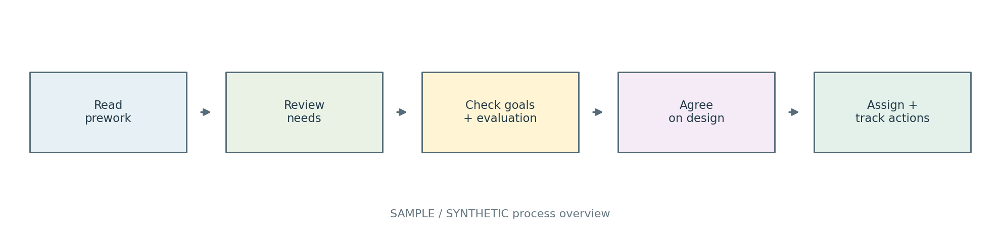 Read
prework
Review
needs
Check goals
+ evaluation
Agree
on design
Assign +
track actions
SAMPLE / SYNTHETIC process overview